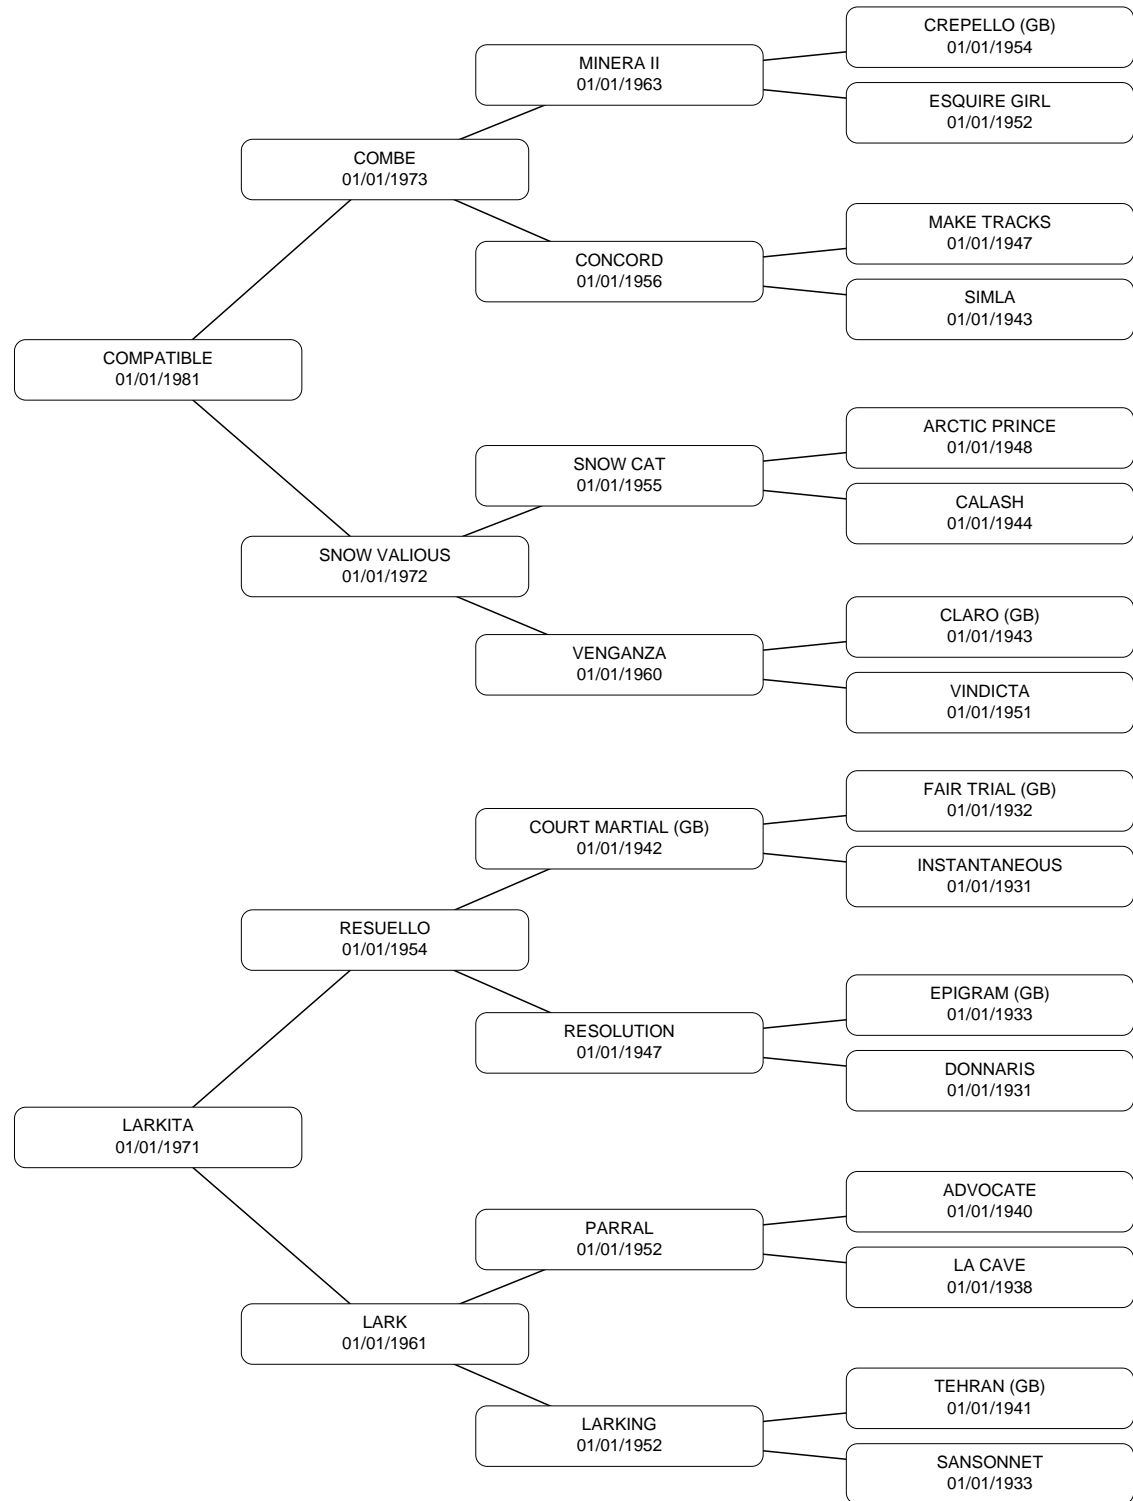 CREPELLO (GB)
01/01/1954
MINERA II
01/01/1963
ESQUIRE GIRL
01/01/1952
COMBE
01/01/1973
MAKE TRACKS
01/01/1947
CONCORD
01/01/1956
SIMLA
01/01/1943
COMPATIBLE
01/01/1981
ARCTIC PRINCE
01/01/1948
SNOW CAT
01/01/1955
CALASH
01/01/1944
SNOW VALIOUS
01/01/1972
CLARO (GB)
01/01/1943
VENGANZA
01/01/1960
VINDICTA
01/01/1951
FAIR TRIAL (GB)
01/01/1932
COURT MARTIAL (GB)
01/01/1942
INSTANTANEOUS
01/01/1931
RESUELLO
01/01/1954
EPIGRAM (GB)
01/01/1933
RESOLUTION
01/01/1947
DONNARIS
01/01/1931
LARKITA
01/01/1971
ADVOCATE
01/01/1940
PARRAL
01/01/1952
LA CAVE
01/01/1938
LARK
01/01/1961
TEHRAN (GB)
01/01/1941
LARKING
01/01/1952
SANSONNET
01/01/1933